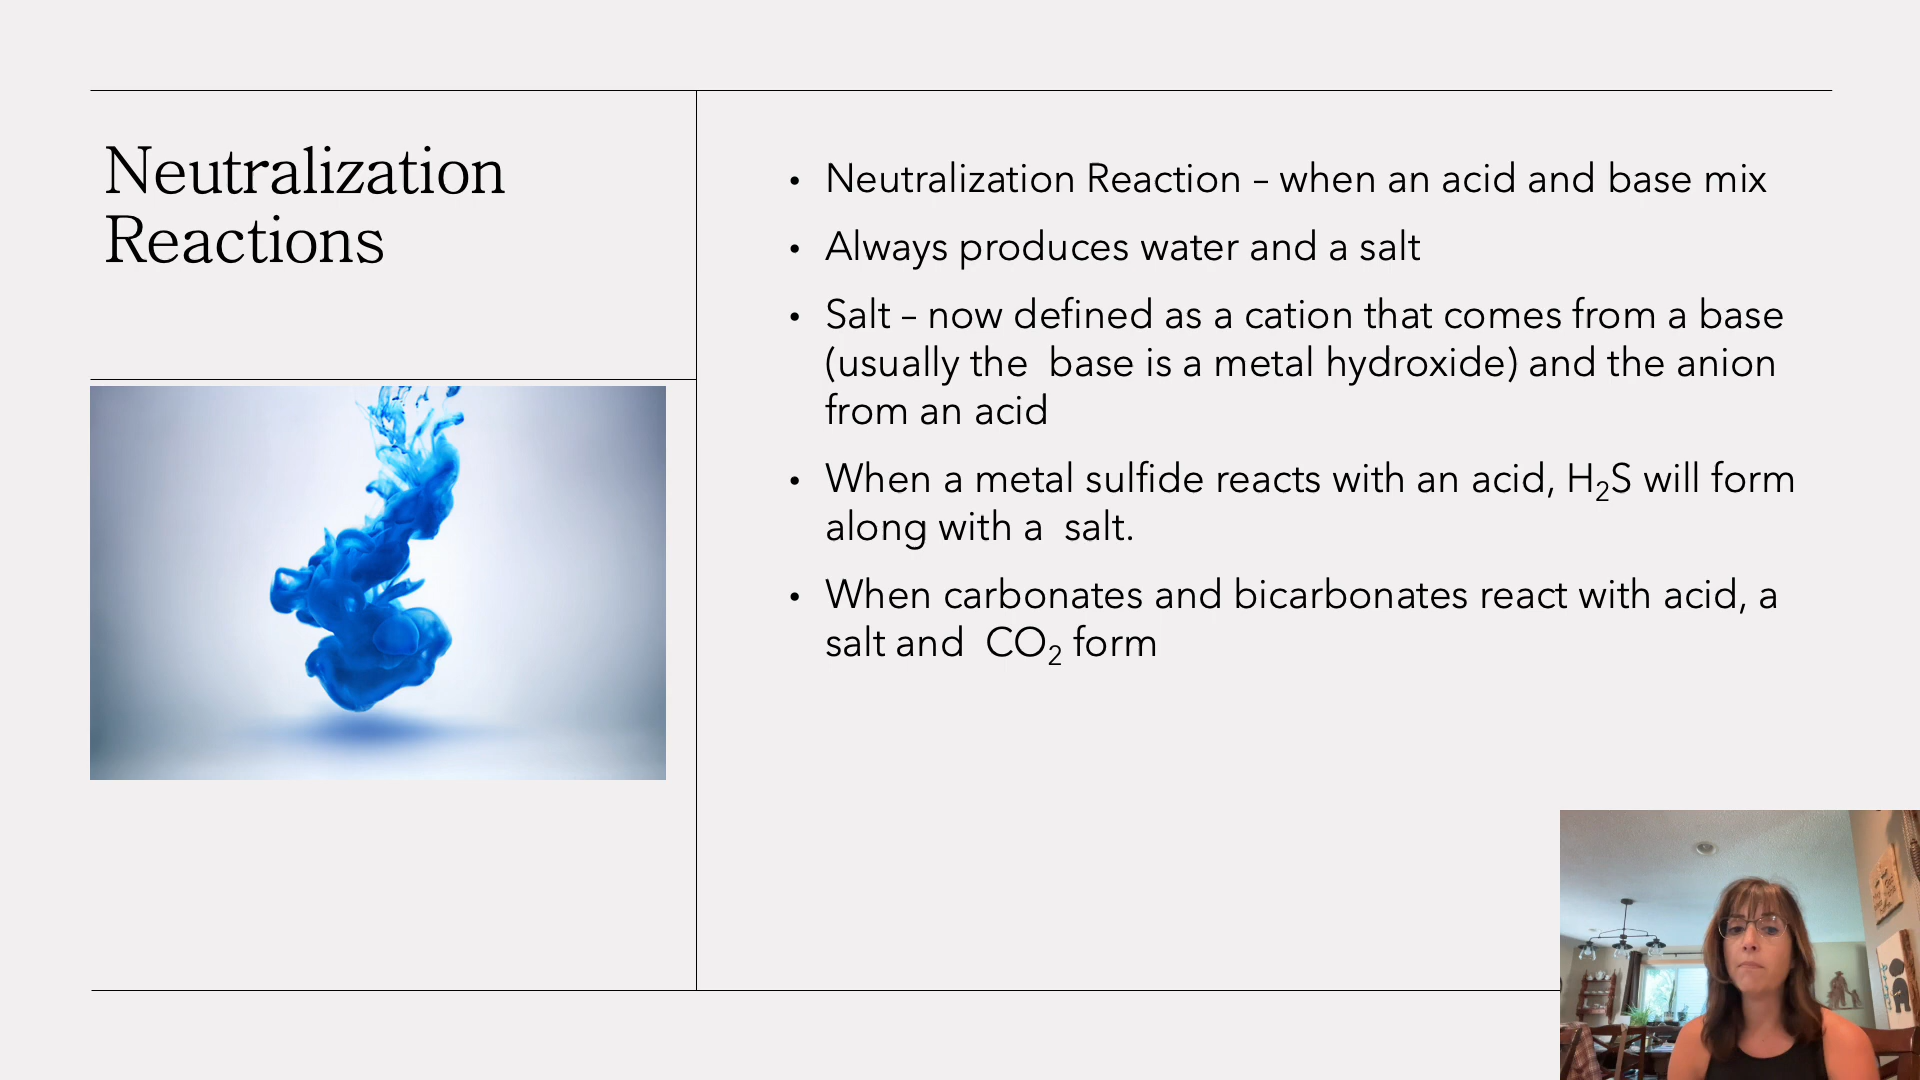 Neutralization
Reactions
• Neutralization Reaction – when an acid and base mix
• Always produces water and a salt
• Salt – now defined as a cation that comes from a base
(usually the  base is a metal hydroxide) and the anion
from an acid
• When a metal sulfide reacts with an acid, H₂S will form
along with a  salt.
• When carbonates and bicarbonates react with acid, a
salt and  CO₂ form